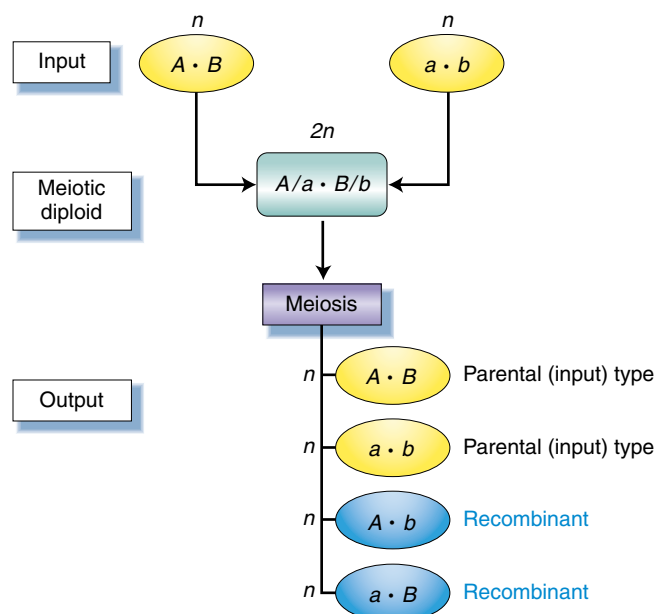 n n
Input
A • B a • b
2n
Meiotic
diploid
A/a • B/b
Meiosis
n A • B Parental (input) type
Output
n a • b Parental (input) type
n A • b Recombinant
n a • B Recombinant